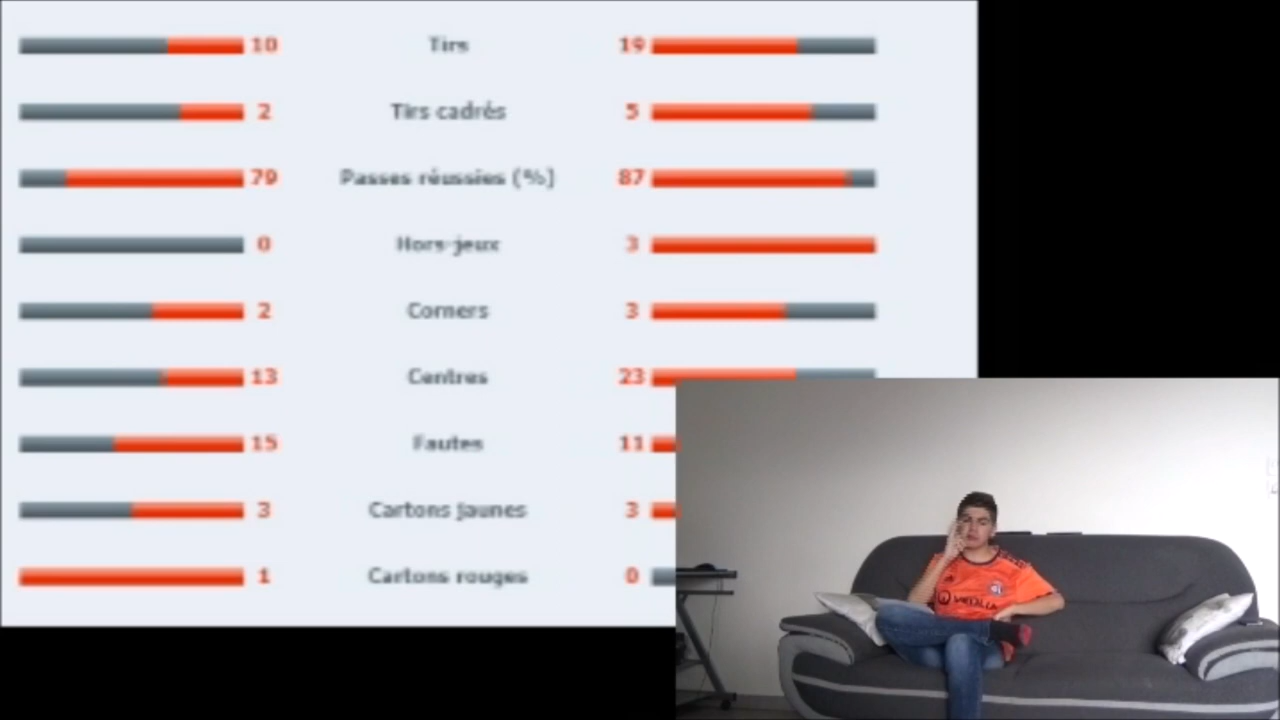 10 Tirs 19
2 Tirs cadrés 5
79 Passes réussies (%) 87
0 Hors-jeux 3
2 Corners 3
13 Centres 23
15 Fautes 11
3 Cartons jaunes 3
1 Cartons rouges 0